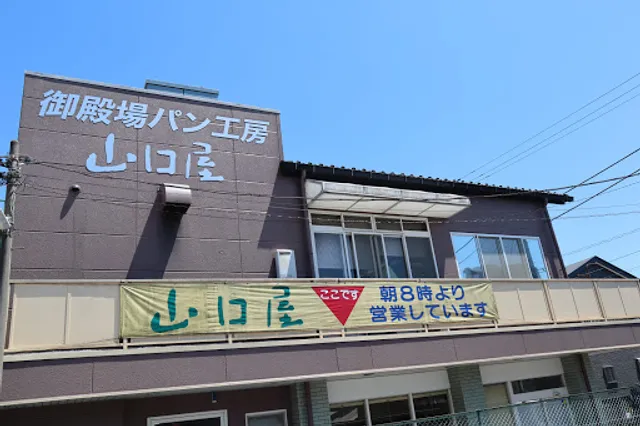 御殿場パン工房
山口屋
山口屋
ここです
朝8時より
営業しています